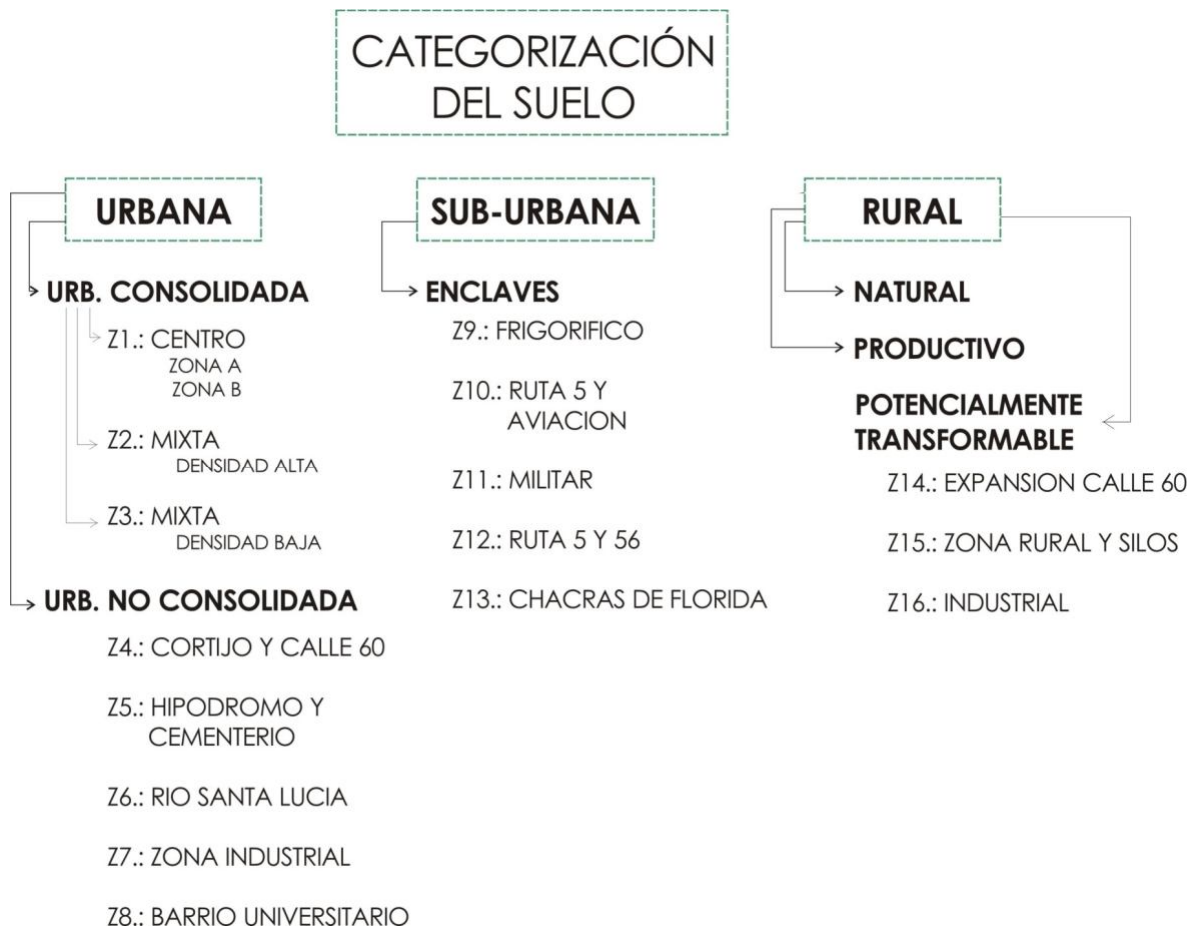 CATEGORIZACIÓN
DEL SUELO
URBANA
URB. CONSOLIDADA
Z1.: CENTRO
ZONA A
ZONA B
Z2.: MIXTA
DENSIDAD ALTA
Z3.: MIXTA
DENSIDAD BAJA
URB. NO CONSOLIDADA
Z4.: CORTIJO Y CALLE 60
Z5.: HIPODROMO Y
CEMENTERIO
Z6.: RIO SANTA LUCIA
Z7.: ZONA INDUSTRIAL
Z8.: BARRIO UNIVERSITARIO
SUB-URBANA
ENCLAVES
Z9.: FRIGORIFICO
Z10.: RUTA 5 Y
AVIACION
Z11.: MILITAR
Z12.: RUTA 5 Y 56
Z13.: CHACRAS DE FLORIDA
RURAL
NATURAL
PRODUCTIVO
POTENCIALMENTE
TRANSFORMABLE
Z14.: EXPANSION CALLE 60
Z15.: ZONA RURAL Y SILOS
Z16.: INDUSTRIAL